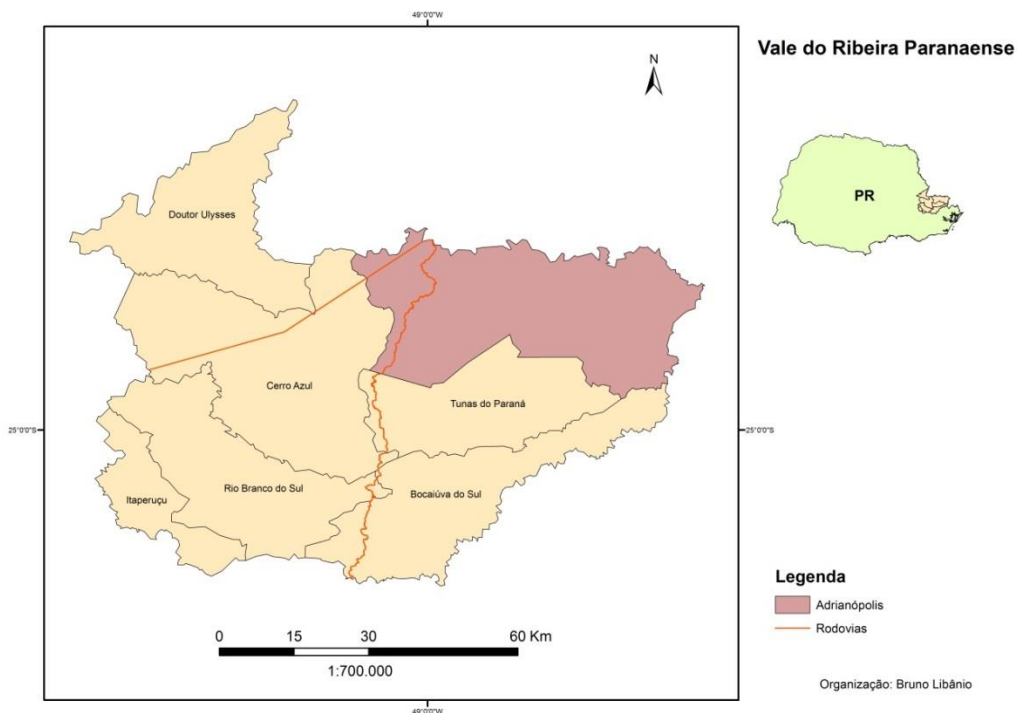 49°0'0"W
Vale do Ribeira Paranaense
N
PR
Doutor Ulysses
Cerro Azul
Tunas do Paraná
25°0'0"S
25°0'0"S
Itaperuçu
Rio Branco do Sul
Bocaiúva do Sul
Legenda
Adrianópolis
Rodovias
0 15 30 60 Km
1:700.000
Organização: Bruno Libânio
49°0'0"W